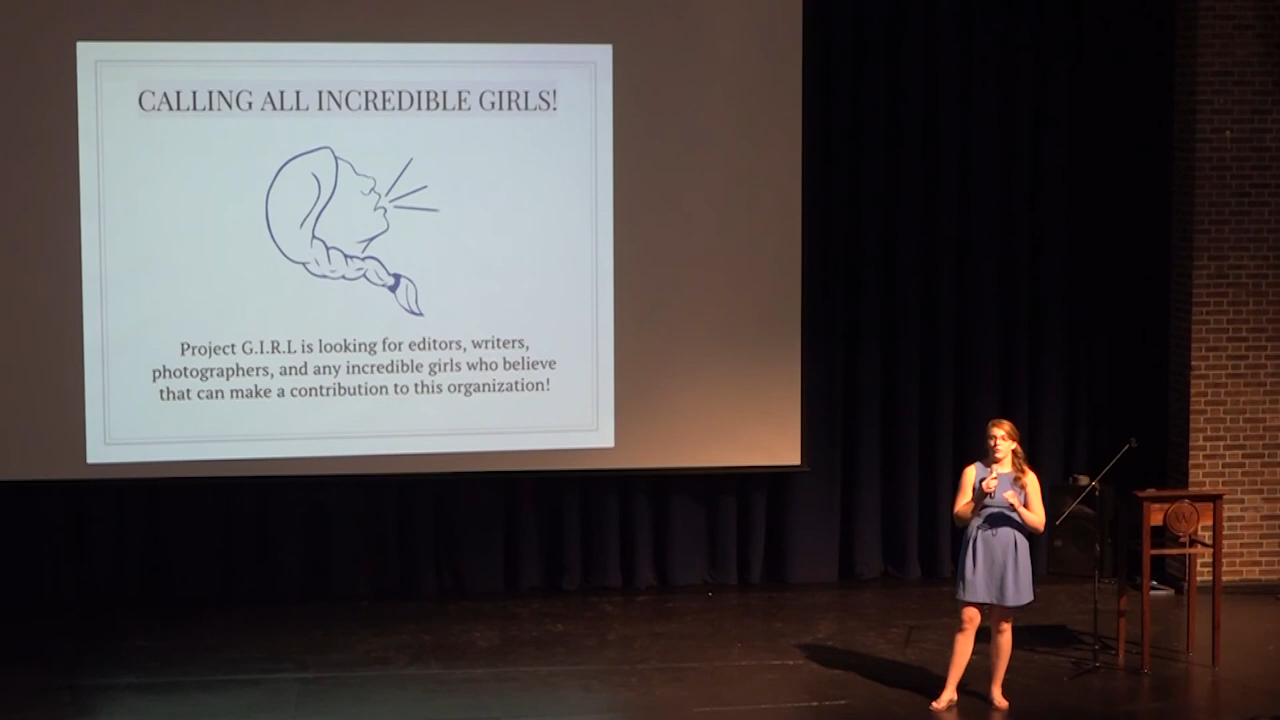 CALLING ALL INCREDIBLE GIRLS!
Project G.I.R.L is looking for editors, writers,
photographers, and any incredible girls who believe
that can make a contribution to this organization!
W